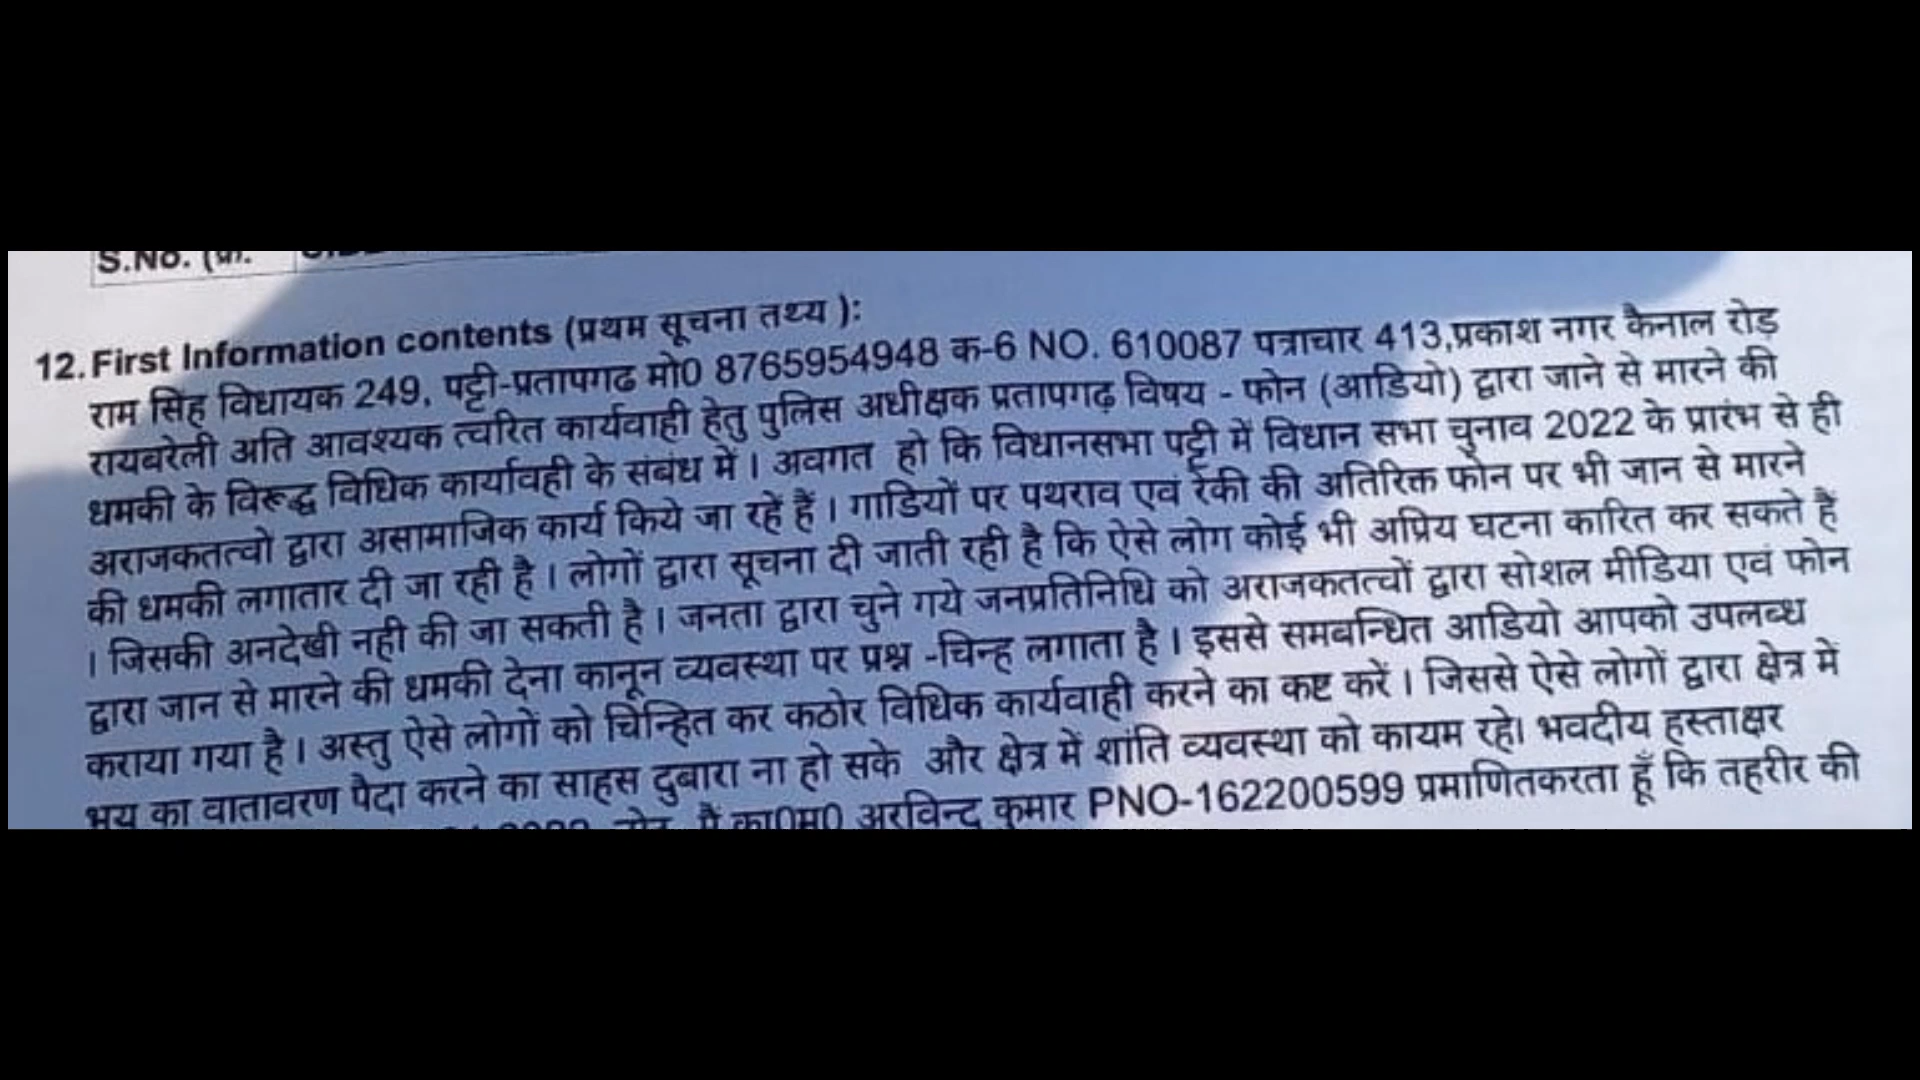 S.No. (क्र.
12. First Information contents (प्रथम सूचना तथ्य ):
राम सिंह विधायक 249, पट्टी-प्रतापगढ मो0 8765954948 क-6 NO. 610087 पत्राचार 413,प्रकाश नगर कैनाल रोड़
रायबरेली अति आवश्यक त्वरित कार्यवाही हेतु पुलिस अधीक्षक प्रतापगढ़ विषय - फोन (आडियो) द्वारा जाने से मारने की
धमकी के विरूद्ध विधिक कार्यावही के संबंध में । अवगत हो कि विधानसभा पट्टी में विधान सभा चुनाव 2022 के प्रारंभ से ही
अराजकतत्वो द्वारा असामाजिक कार्य किये जा रहें हैं । गाडियों पर पथराव एवं रेकी की अतिरिक्त फोन पर भी जान से मारने
की धमकी लगातार दी जा रही है । लोगों द्वारा सूचना दी जाती रही है कि ऐसे लोग कोई भी अप्रिय घटना कारित कर सकते हैं
। जिसकी अनदेखी नही की जा सकती है । जनता द्वारा चुने गये जनप्रतिनिधि को अराजकतत्वों द्वारा सोशल मीडिया एवं फोन
द्वारा जान से मारने की धमकी देना कानून व्यवस्था पर प्रश्न -चिन्ह लगाता है । इससे समबन्धित आडियो आपको उपलब्ध
कराया गया है । अस्तु ऐसे लोगों को चिन्हित कर कठोर विधिक कार्यवाही करने का कष्ट करें । जिससे ऐसे लोगों द्वारा क्षेत्र में
भय का वातावरण पैदा करने का साहस दुबारा ना हो सके और क्षेत्र में शांति व्यवस्था को कायम रहे। भवदीय हस्ताक्षर
मै का0म0 अरविन्द कुमार PNO-162200599 प्रमाणितकरता हूँ कि तहरीर की